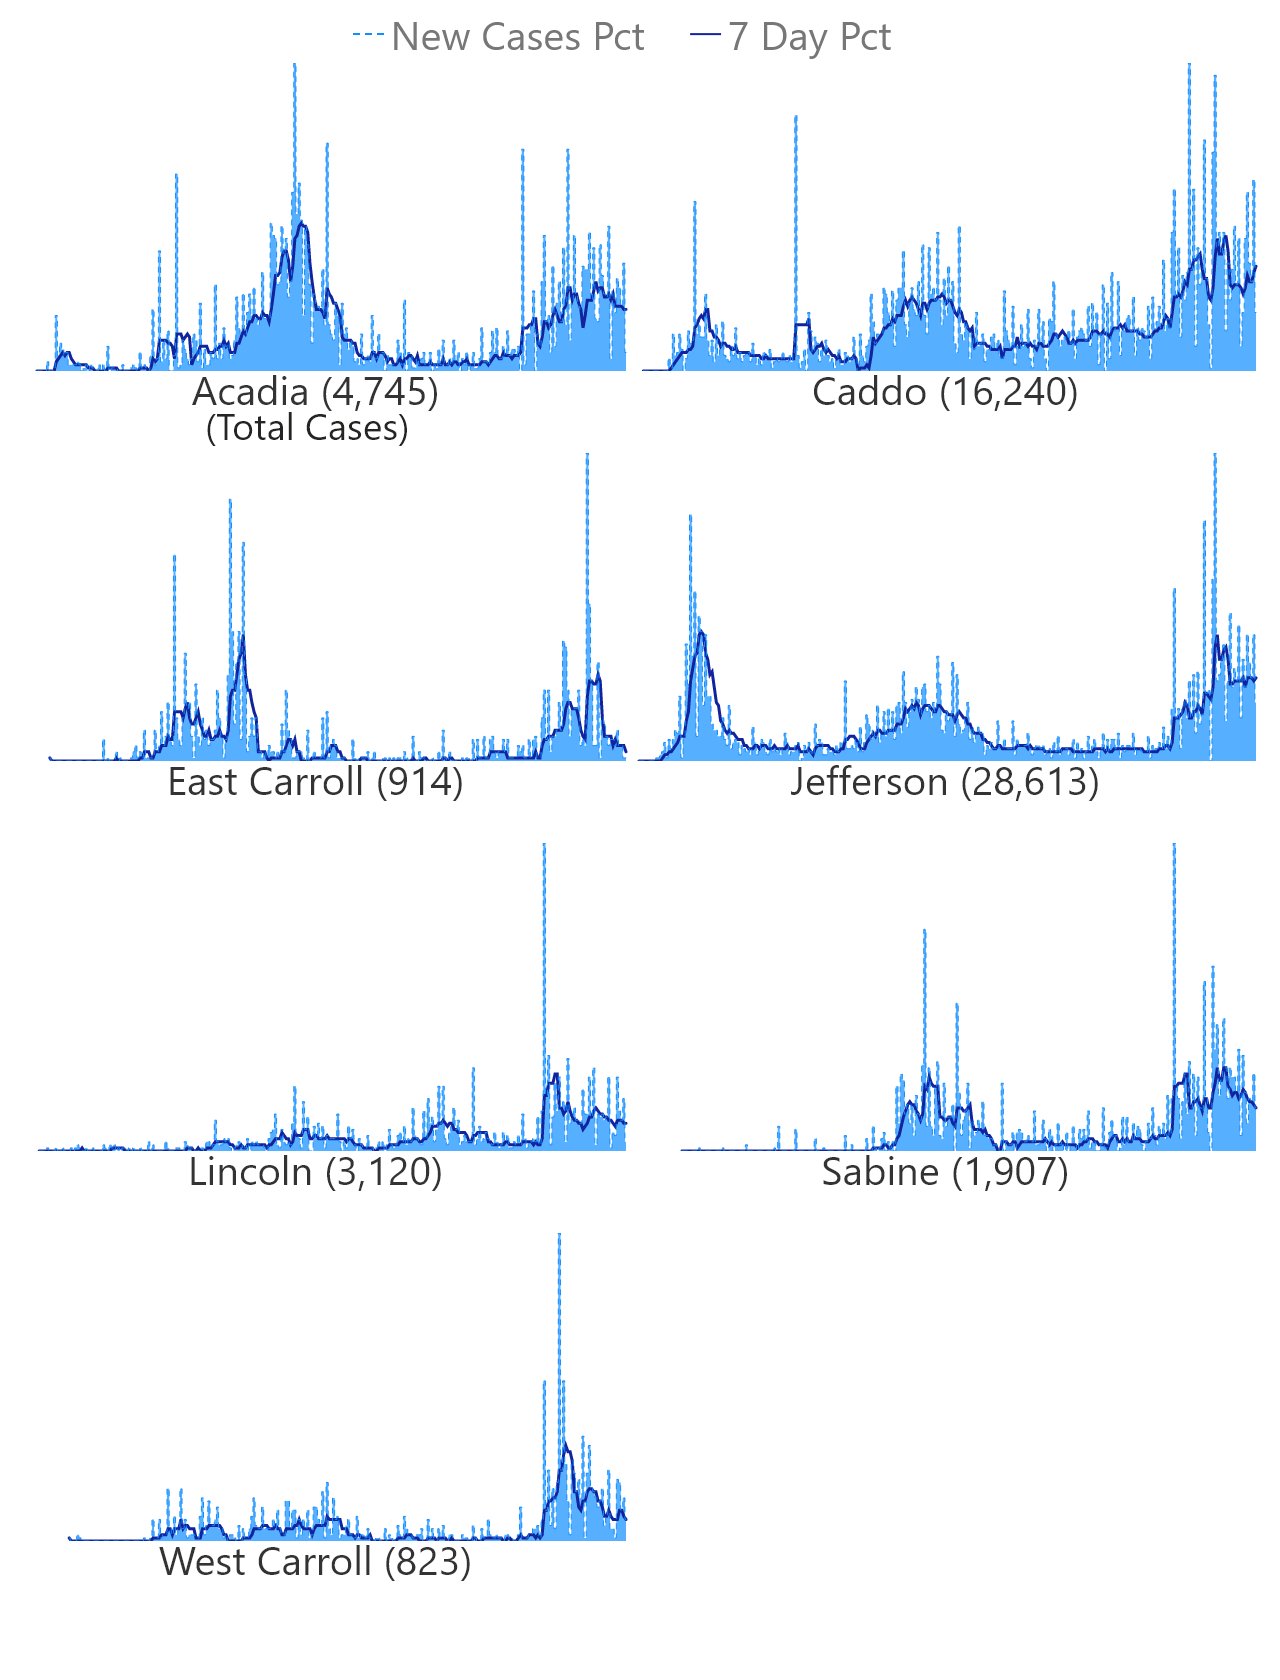 New Cases Pct 7 Day Pct
Acadia (4,745)
(Total Cases)
Caddo (16,240)
East Carroll (914)
Jefferson (28,613)
Lincoln (3,120)
Sabine (1,907)
West Carroll (823)